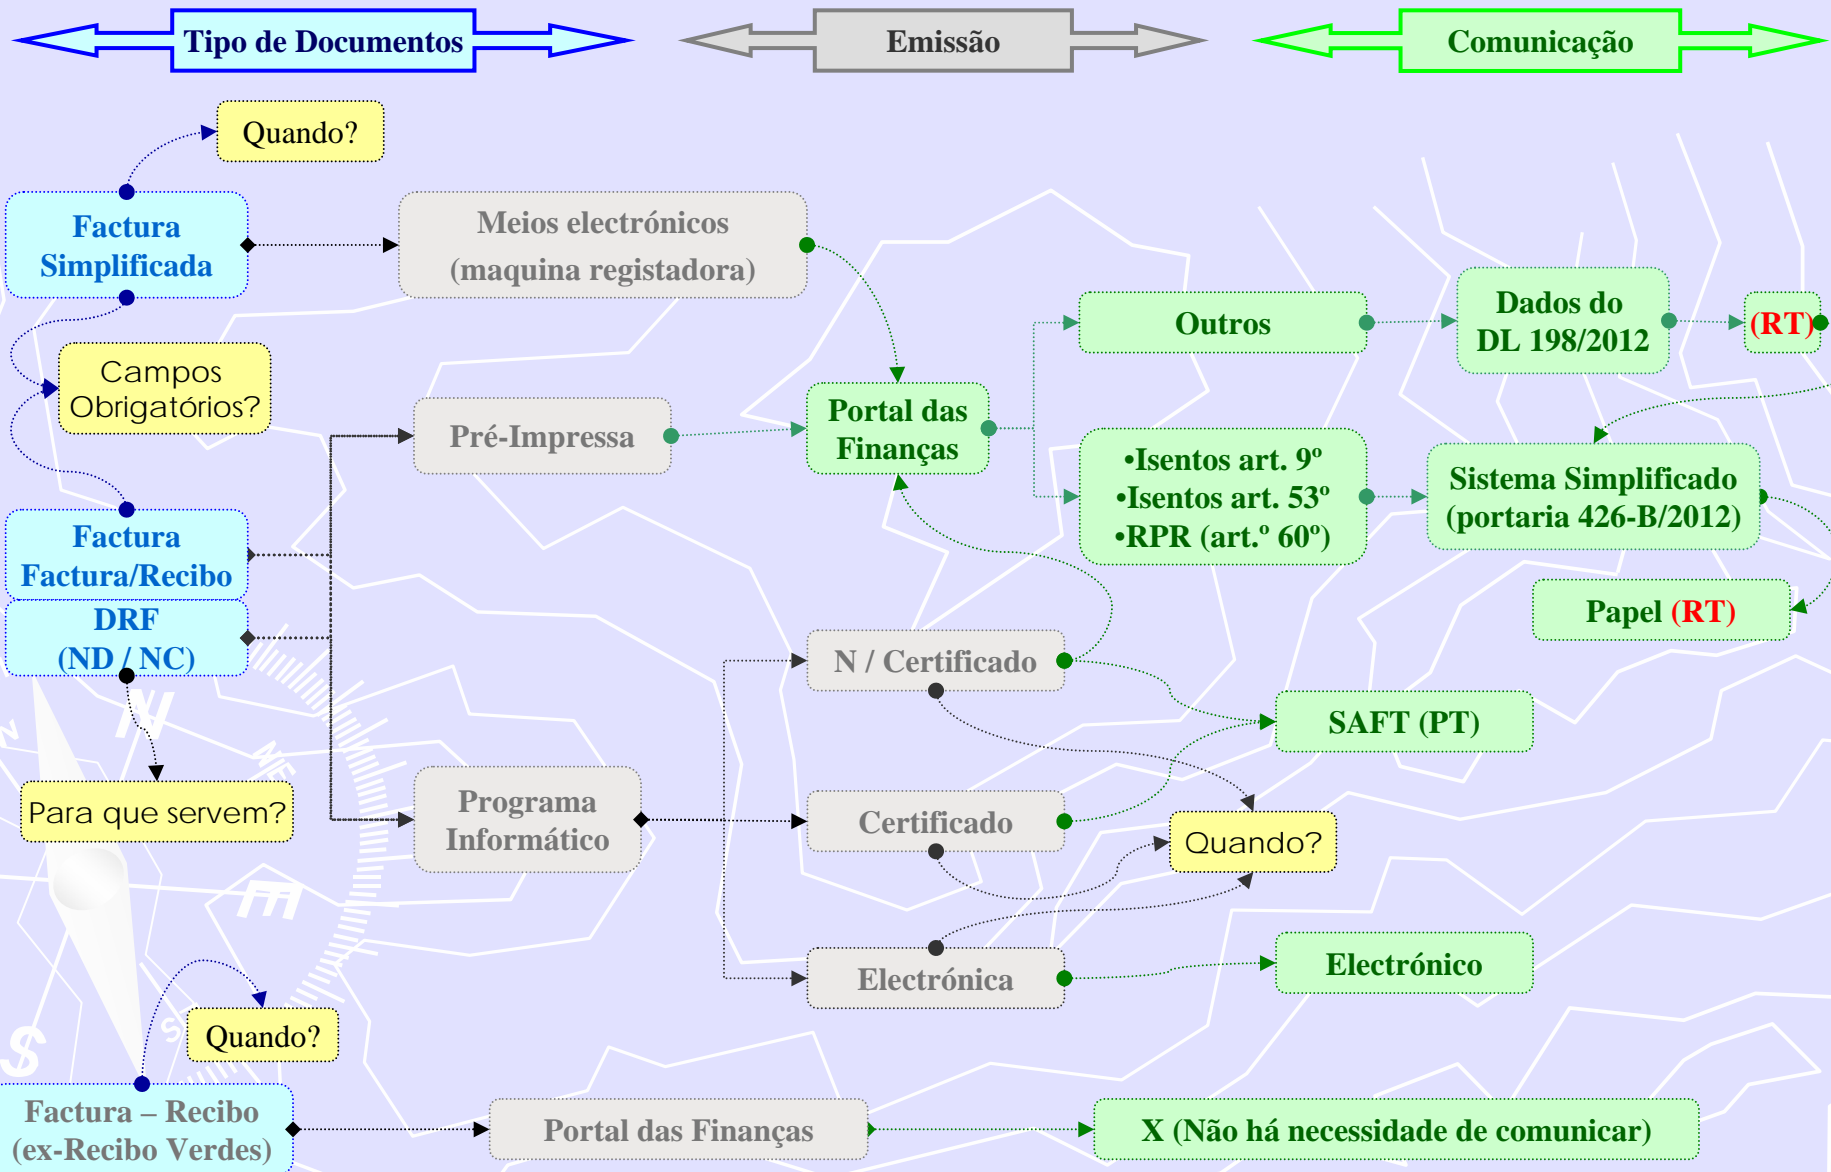 Tipo de Documentos
Emissão
Comunicação
Quando?
Factura
Simplificada
Meios electrónicos
(maquina registadora)
Outros
Dados do
DL 198/2012
(RT)
Campos
Obrigatórios?
Pré-Impressa
Portal das
Finanças
•Isentos art. 9º
•Isentos art. 53º
•RPR (art.º 60º)
Sistema Simplificado
(portaria 426-B/2012)
Factura
Factura/Recibo
Papel (RT)
DRF
(ND / NC)
N / Certificado
SAFT (PT)
Para que servem?
Programa
Informático
Certificado
Quando?
Electrónica
Electrónico
Quando?
Factura – Recibo
(ex-Recibo Verdes)
Portal das Finanças
X (Não há necessidade de comunicar)
N
N
NE
E
S
S